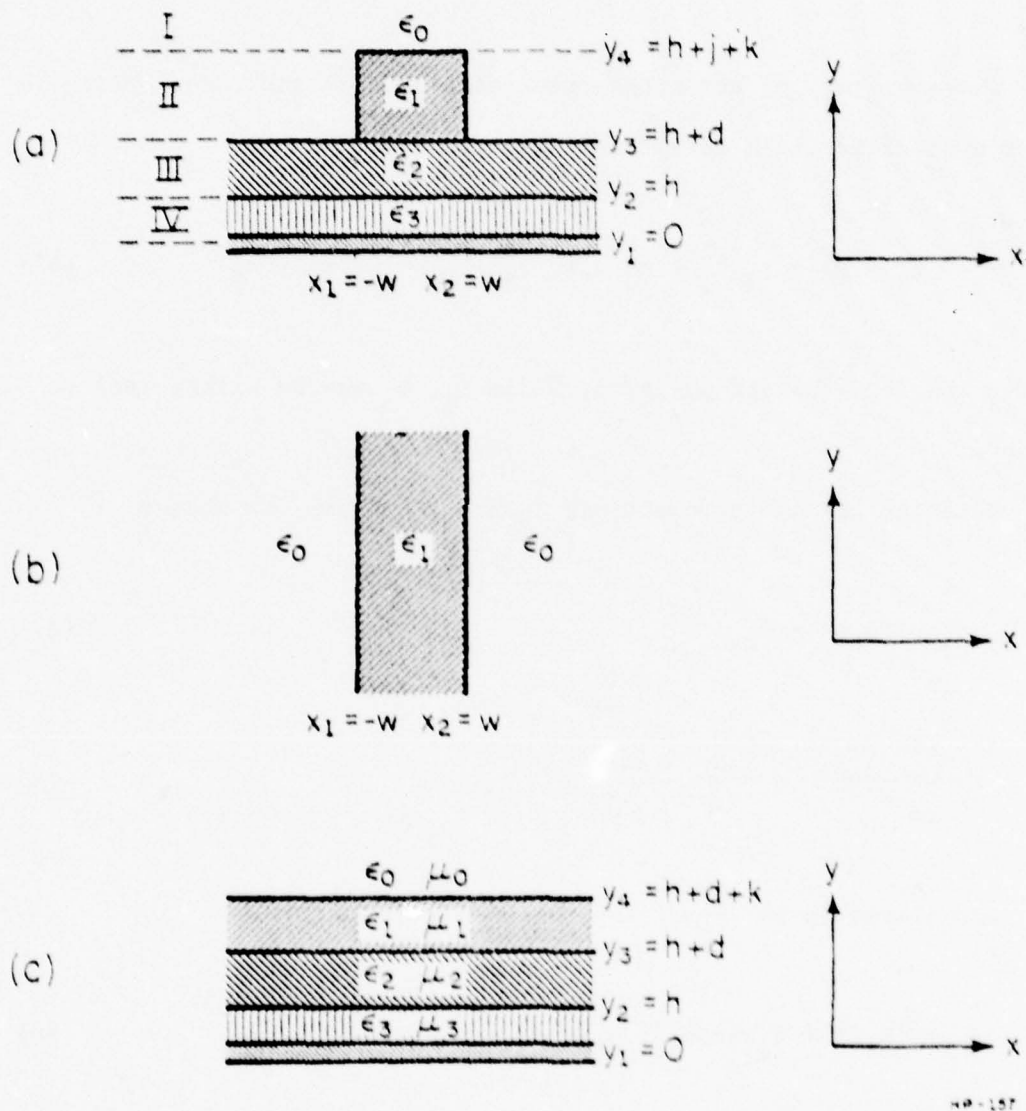 I
ϵ₀
y₄ = h+j+k
II
ϵ₁
y
(a)
y₃ = h+d
III
ϵ₂
y₂ = h
IV
ϵ₃
y₁ = 0
x
x₁ = -w x₂ = w
y
(b)
ϵ₀
ϵ₁
ϵ₀
x
x₁ = -w x₂ = w
ϵ₀ μ₀
y₄ = h+d+k
y
ϵ₁ μ₁
y₃ = h+d
(c)
ϵ₂ μ₂
y₂ = h
ϵ₃ μ₃
y₁ = 0
x